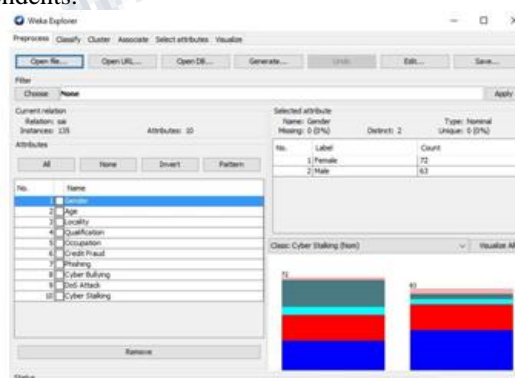 pondents.
Weka Explorer
Preprocess Classify Cluster Associate Select attributes Visualize
Open file... Open URL... Open DB... Generate... Undo Edit... Save...
Filter
Choose None Apply
Current relation
Relation: sai
Instances: 135 Attributes: 10
Attributes
All None Invert Pattern
No. Name
1 Gender
2 Age
3 Locality
4 Qualification
5 Occupation
6 Credit Fraud
7 Phishing
8 Cyber Bullying
9 DoS Attack
10 Cyber Stalking
Remove
Status
Selected attribute
Name: Gender Type: Nominal
Missing: 0 (0%) Distinct: 2 Unique: 0 (0%)
No. Label Count
1 Female 72
2 Male 63
Class: Cyber Stalking (Nom) Visualize All
72 63